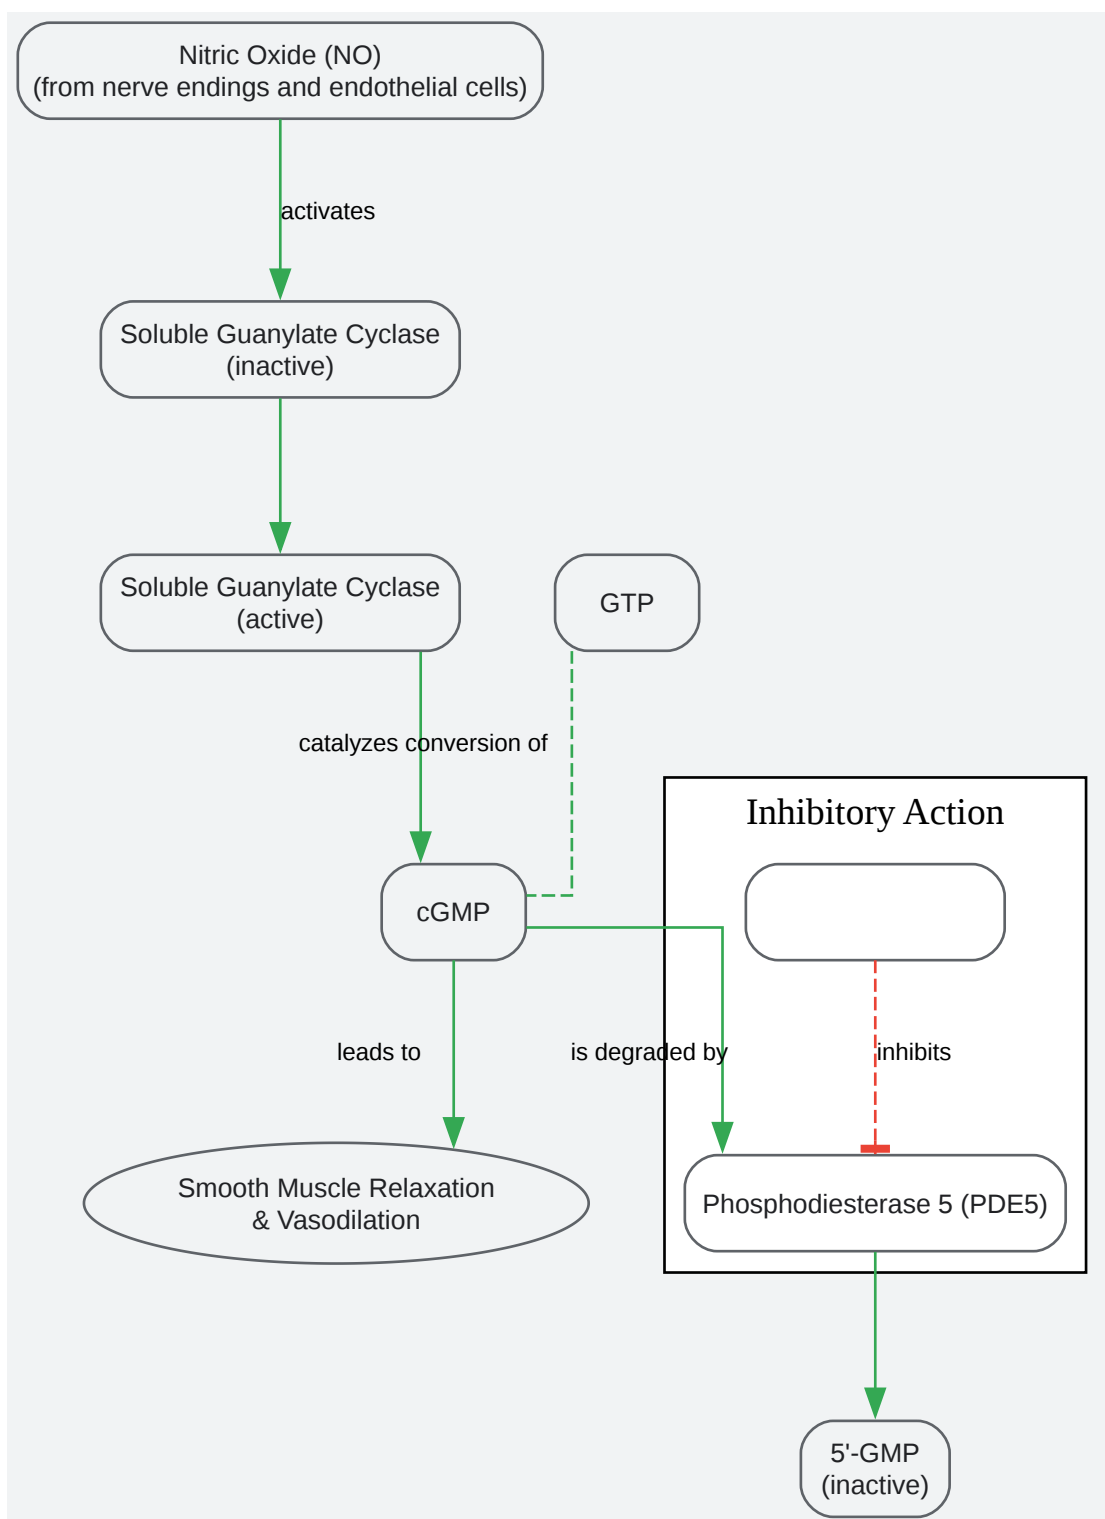 Nitric Oxide (NO)
(from nerve endings and endothelial cells)
activates
Soluble Guanylate Cyclase
(inactive)
Soluble Guanylate Cyclase
(active)
GTP
catalyzes conversion of
Inhibitory Action
cGMP
leads to
is degraded by
inhibits
Smooth Muscle Relaxation
& Vasodilation
Phosphodiesterase 5 (PDE5)
5'-GMP
(inactive)